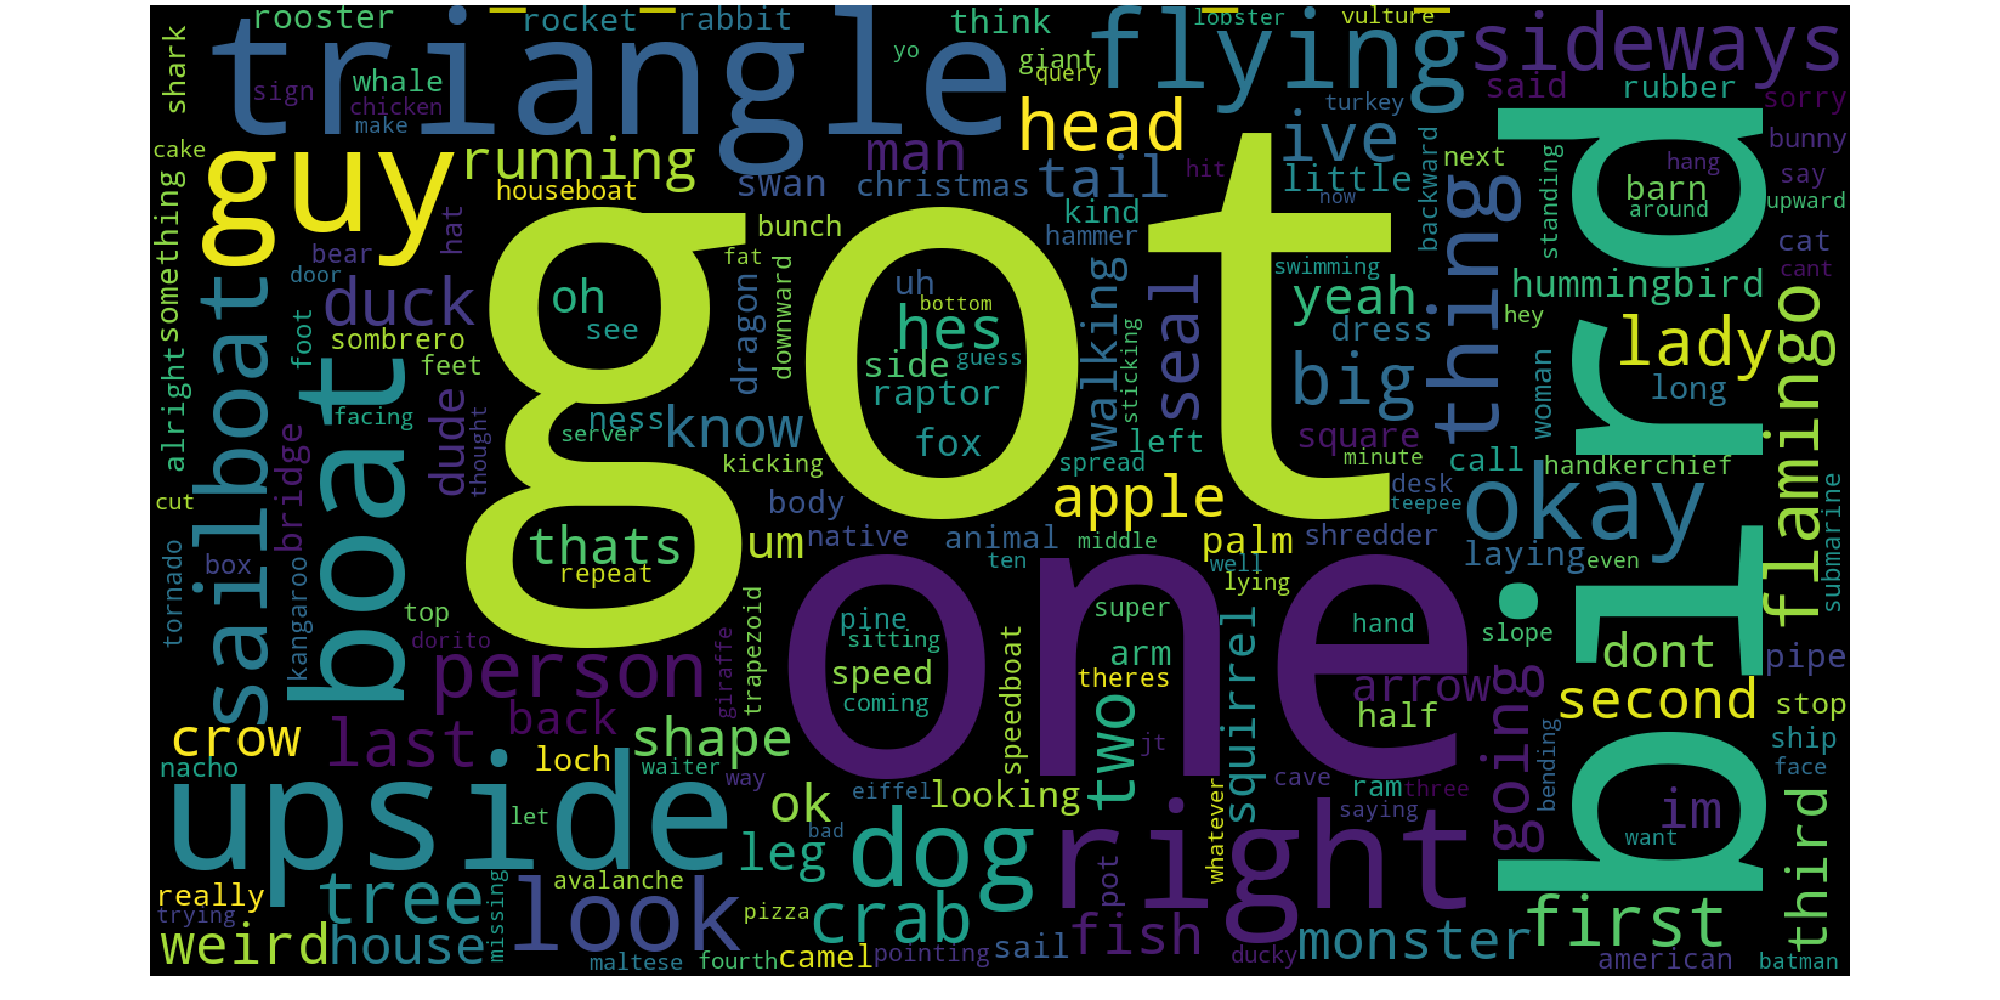 rooster
rocket
rabbit
think
lobster
vulture
shark
triangle
flying
sideways
yo
giant
query
sign
whale
chicken
make
turkey
said
rubber
sorry
cake
guy
running
houseboat
man
head
ive
tail
swan
christmas
hit
little
now
backward
next
thing
standing
bird
hang
barn
around
bunny
say
upward
something
hat
bear
door
kind
hammer
bunch
fat
got
swimming
cat
cant
sailboat
boat
duck
foot
sombrero
feet
oh
see
dragon
downward
uh
bottom
hes
side
guess
raptor
fox
walking
sticking
seal
yeah
dress
big
hummingbird
hey
lady
long
woman
flamingo
alright
facing
dude
thought
bridge
ness
server
know
kicking
left
spread
square
minute
call
handkerchief
desk
teepee
okay
cut
body
apple
thats
repeat
um
native
animal
ten
middle
palm
well
lying
shredder
laying
even
submarine
tornado
box
kangaroo
top
dorito
person
giraffe
trapezoid
one
pine
sitting
speed
coming
speedboat
super
arm
theres
two
squirrel
hand
arrow
half
slope
going
dont
pipe
second
stop
crow
last
back
shape
loch
waiter
way
nacho
jt
cave
ram
three
saying
bending
im
want
ship
face
third
upside
let
ok
bad
eiffel
looking
leg
dog
right
whatever
pot
really
trying
tree
missing
avalanche
look
pizza
crab
fish
first
weird
house
maltese
fourth
camel
pointing
sail
ducky
monster
american
batman